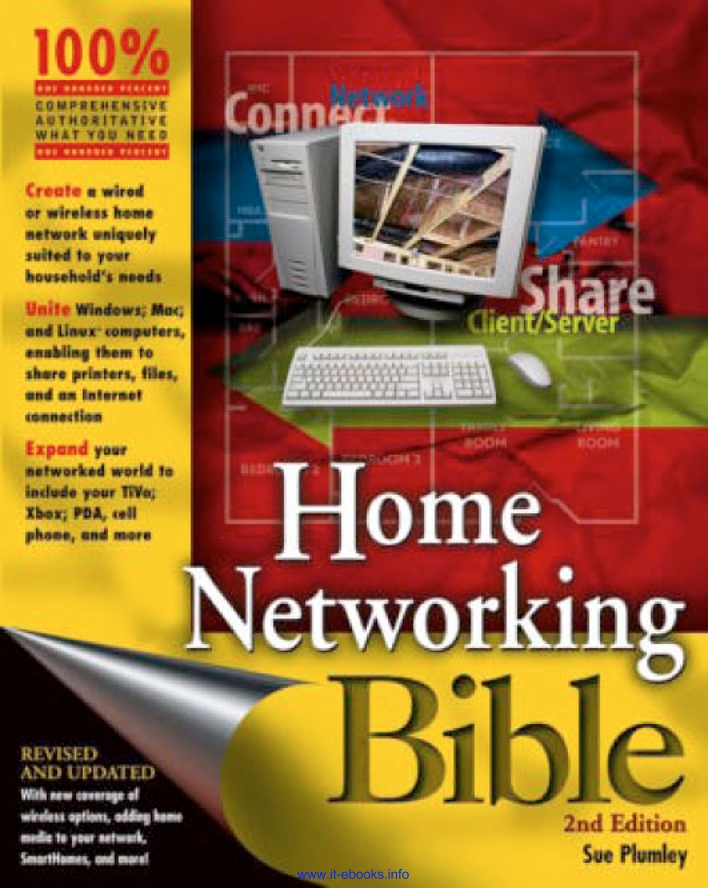 100%
ONE HUNDRED PERCENT
COMPREHENSIVE
AUTHORITATIVE
WHAT YOU NEED
ONE HUNDRED PERCENT
Create a wired
or wireless home
network uniquely
suited to your
household's needs
Unite Windows, Mac,
and Linux computers,
enabling them to
share printers, files,
and an Internet
connection
Expand your
networked world to
include your TiVo,
Xbox, PDA, cell
phone, and more
Network
Connect
PANTRY
Share
Client/Server
FAMILY
ROOM
LIVING
ROOM
BEDROOM 2
BEDROOM 3
Home
Networking
Bible
2nd Edition
Sue Plumley
REVISED
AND UPDATED
With new coverage of
wireless options, adding home
media to your network,
SmartHomes, and more!
www.it-ebooks.info